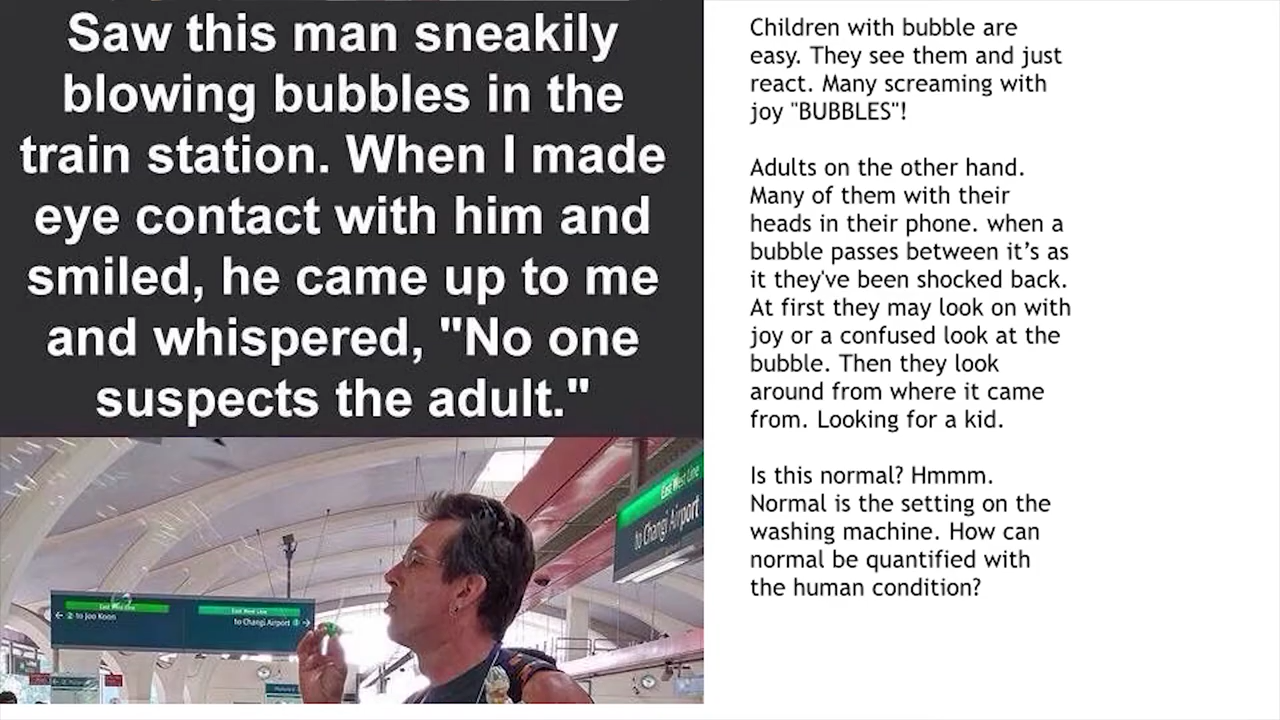 Saw this man sneakily
blowing bubbles in the
train station. When I made
eye contact with him and
smiled, he came up to me
and whispered, "No one
suspects the adult."
East West Line
to Changi Airport
East West Line
← 2 to Joo Koon
East West Line
to Changi Airport →
Children with bubble are
easy. They see them and just
react. Many screaming with
joy "BUBBLES"!
Adults on the other hand.
Many of them with their
heads in their phone. when a
bubble passes between it’s as
it they've been shocked back.
At first they may look on with
joy or a confused look at the
bubble. Then they look
around from where it came
from. Looking for a kid.
Is this normal? Hmmm.
Normal is the setting on the
washing machine. How can
normal be quantified with
the human condition?